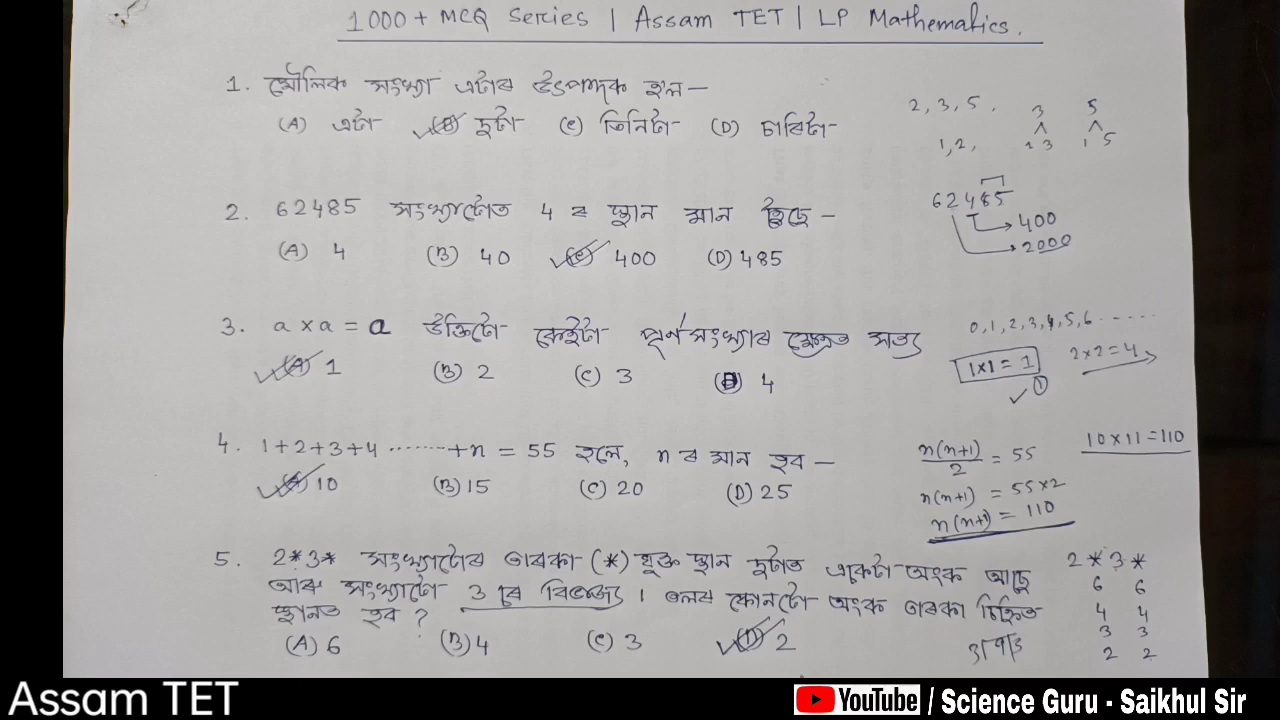 1000+ MCQ Series | Assam TET | LP Mathematics.
1. মৌলিক সংখ্যা এটাৰ উৎপাদক হ'ল –
(A) এটা (B) দুটা (C) তিনিটা (D) চাৰিটা
2, 3, 5,
3 5
1, 2, 1 3 1 5
2. 62485 সংখ্যাটোত 4 ৰ স্থান মান হৈছে –
(A) 4 (B) 40 (C) 400 (D) 485
62485
400
2000
3. a × a = a উক্তিটো কেইটা পূৰ্ণসংখ্যাৰ ক্ষেত্ৰত সত্য
(A) 1 (B) 2 (C) 3 (D) 4
0, 1, 2, 3, 4, 5, 6 ......
1×1 = 1 2×2 = 4
1
4. 1+2+3+4 ........ +n = 55 হলে, n ৰ মান হব –
(A) 10 (B) 15 (C) 20 (D) 25
n(n+1)/2 = 55 10×11=110
n(n+1) = 55×2
n(n+1) = 110
5. 2*3* সংখ্যাটোৰ তাৰকা (*) যুক্ত স্থান দুটাত একেটা অংক আছে
আৰু সংখ্যাটো 3 ৰে বিভাজ্য। তলৰ কোনটো অংক তাৰকা চিহ্নিত
স্থানত হব ?
(A) 6 (B) 4 (C) 3 (D) 2
2 * 3 *
6 6
4 4
3 3
2 2
Assam TET
YouTube / Science Guru - Saikhul Sir